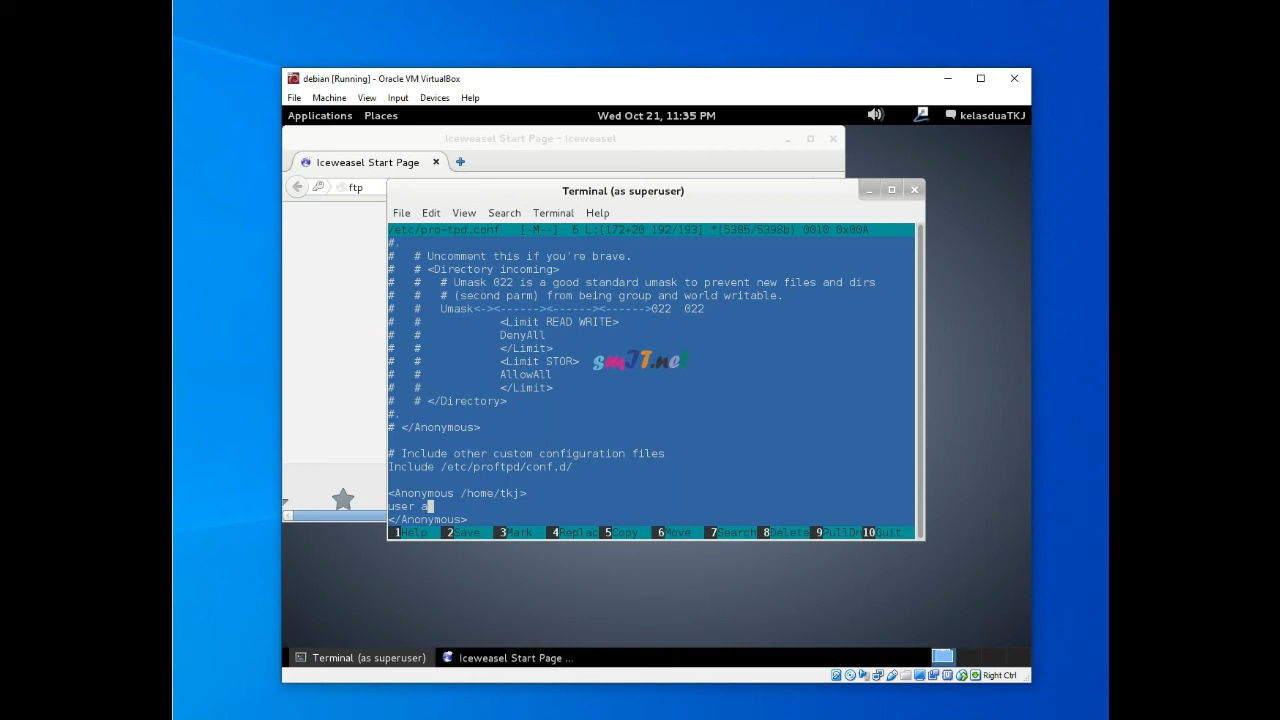 debian [Running] - Oracle VM VirtualBox
File Machine View Input Devices Help
Applications Places Wed Oct 21, 11:35 PM kelasduaTKJ
Iceweasel Start Page - Iceweasel
Iceweasel Start Page
ftp
Terminal (as superuser)
File Edit View Search Terminal Help
/etc/pro-tpd.conf [-M--] 6 L:[172+20 192/193] *(5385/5398b) 0010 0x00A
#.
# # Uncomment this if you're brave.
# # <Directory incoming>
# # # Umask 022 is a good standard umask to prevent new files and dirs
# # # (second parm) from being group and world writable.
# # Umask<-><------><------><------>022 022
# # <Limit READ WRITE>
# # DenyAll
# # </Limit>
# # <Limit STOR>
# # AllowAll
# # </Limit>
# # </Directory>
#.
# </Anonymous>
# Include other custom configuration files
Include /etc/proftpd/conf.d/
<Anonymous /home/tkj>
user a
</Anonymous>
1Help 2Save 3Mark 4Replac 5Copy 6Move 7Search 8Delete 9PullDn 10Quit
smIT.net
Terminal (as superuser) Iceweasel Start Page ...
Right Ctrl